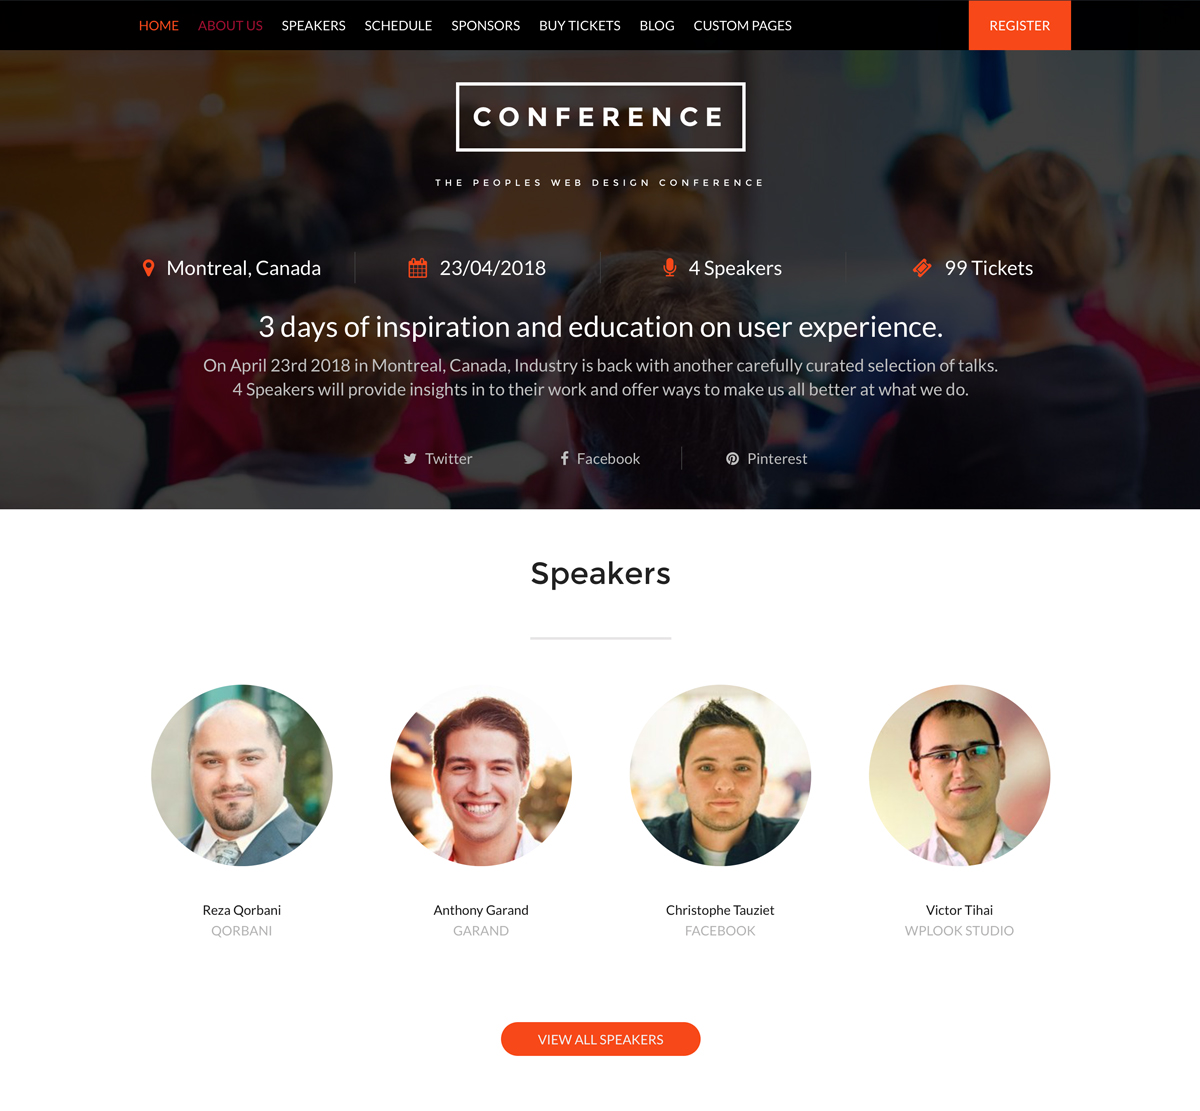 HOME ABOUT US SPEAKERS SCHEDULE SPONSORS BUY TICKETS BLOG CUSTOM PAGES REGISTER
CONFERENCE
THE PEOPLES WEB DESIGN CONFERENCE
Montreal, Canada 23/04/2018 4 Speakers 99 Tickets
3 days of inspiration and education on user experience.
On April 23rd 2018 in Montreal, Canada, Industry is back with another carefully curated selection of talks.
4 Speakers will provide insights in to their work and offer ways to make us all better at what we do.
Twitter Facebook Pinterest
Speakers
Reza Qorbani Anthony Garand Christophe Tauziet Victor Tihai
QORBANI GARAND FACEBOOK WPLOOK STUDIO
VIEW ALL SPEAKERS